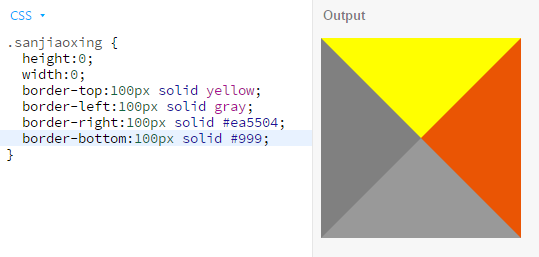 CSS
Output
.sanjiaoxing {
height:0;
width:0;
border-top:100px solid yellow;
border-left:100px solid gray;
border-right:100px solid #ea5504;
border-bottom:100px solid #999;
}